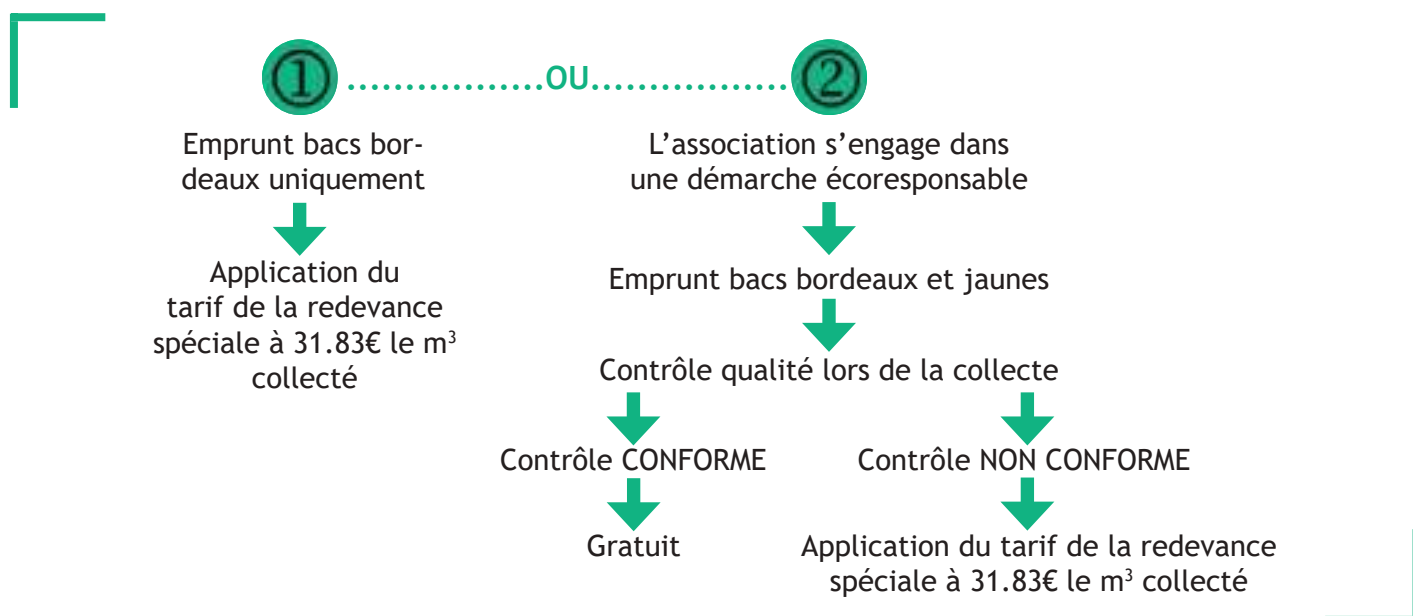 ① ................OU................. ②
Emprunt bacs bor-
deaux uniquement
Application du
tarif de la redevance
spéciale à 31.83€ le m³
collecté
L’association s’engage dans
une démarche écoresponsable
Emprunt bacs bordeaux et jaunes
Contrôle qualité lors de la collecte
Contrôle CONFORME
Gratuit
Contrôle NON CONFORME
Application du tarif de la redevance
spéciale à 31.83€ le m³ collecté